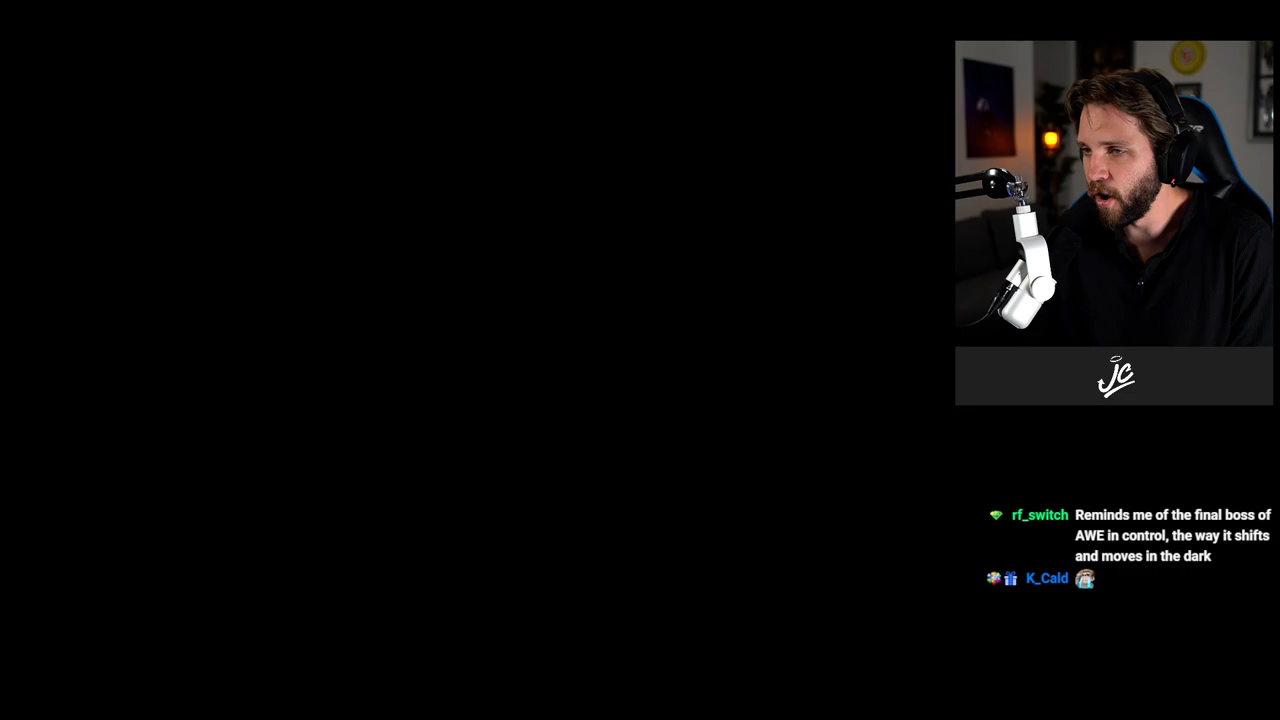 JC
rf_switch Reminds me of the final boss of
AWE in control, the way it shifts
and moves in the dark
K_Cald